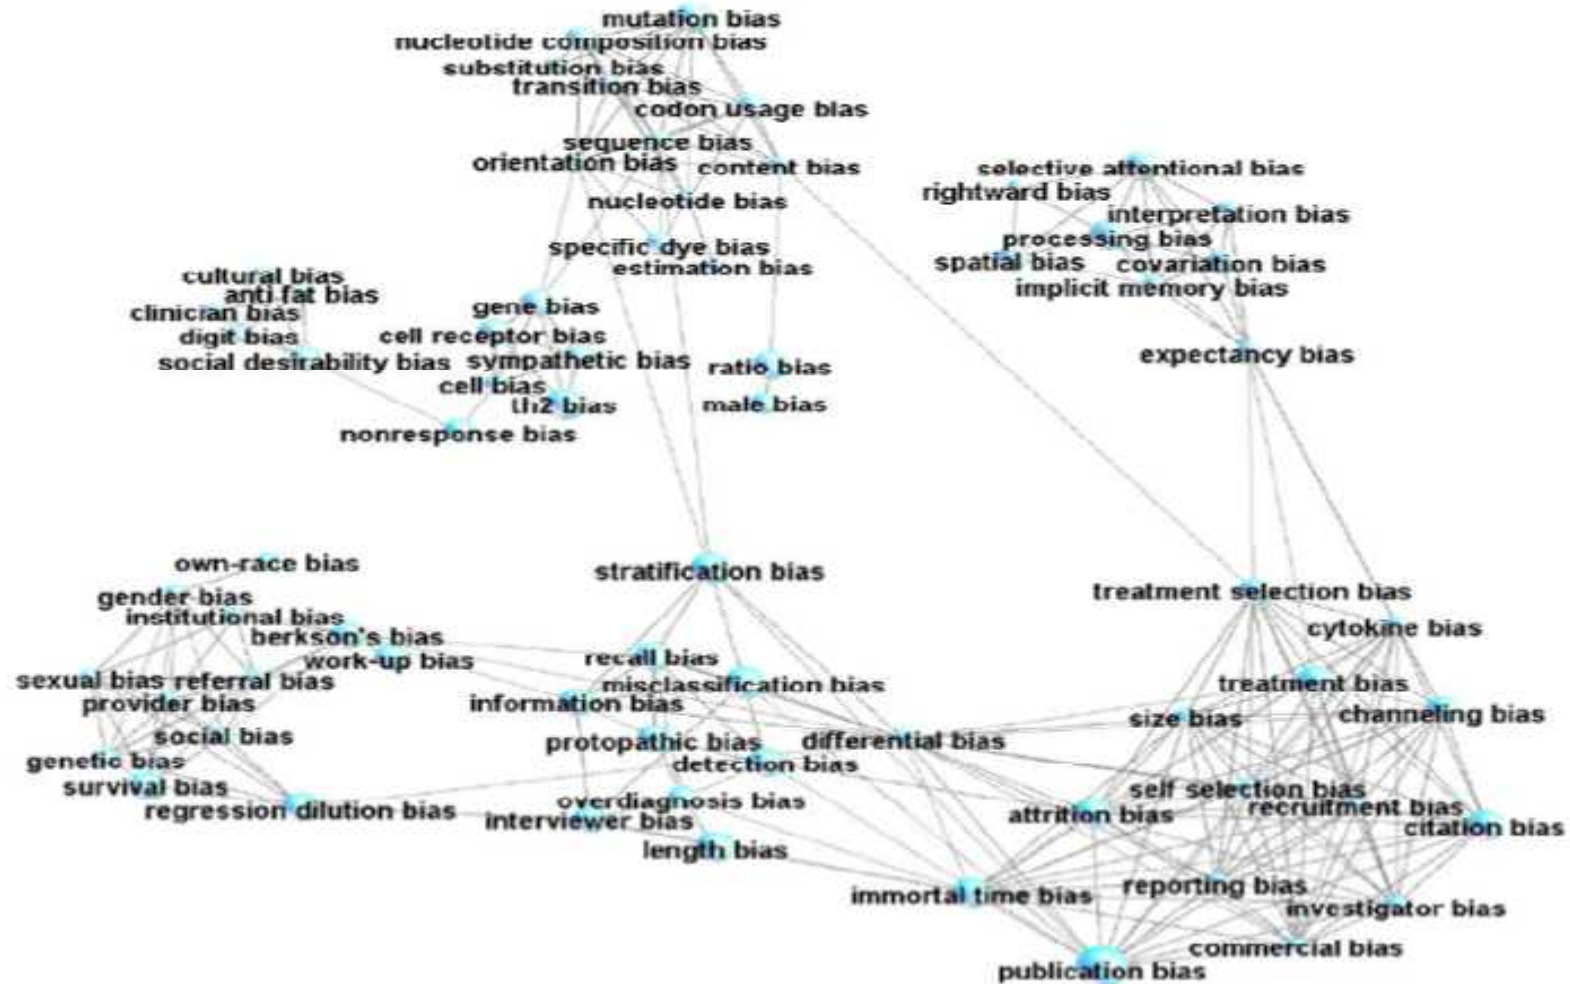 mutation bias
nucleotide composition bias
substitution bias
transition bias
codon usage bias
sequence bias
orientation bias
content bias
nucleotide bias
specific dye bias
estimation bias
selective attentional bias
rightward bias
interpretation bias
processing bias
spatial bias
covariation bias
implicit memory bias
expectancy bias
cultural bias
anti fat bias
clinician bias
digit bias
social desirability bias
gene bias
cell receptor bias
sympathetic bias
cell bias
th2 bias
nonresponse bias
ratio bias
male bias
own-race bias
gender bias
institutional bias
berkson's bias
work-up bias
sexual bias
referral bias
provider bias
social bias
genetic bias
survival bias
regression dilution bias
stratification bias
recall bias
misclassification bias
information bias
protopathic bias
differential bias
detection bias
overdiagnosis bias
interviewer bias
length bias
treatment selection bias
cytokine bias
treatment bias
size bias
channeling bias
self selection bias
recruitment bias
attrition bias
citation bias
immortal time bias
reporting bias
investigator bias
commercial bias
publication bias